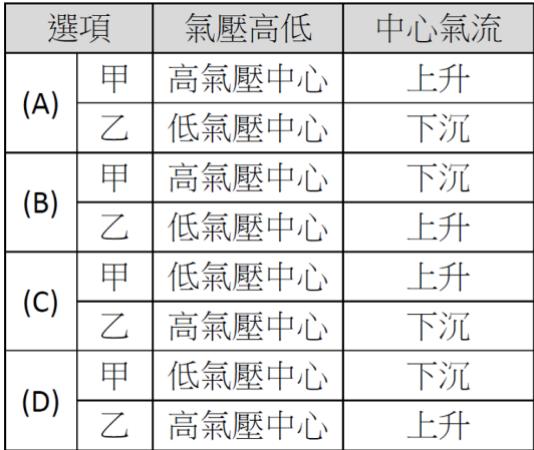 選項 氣壓高低 中心氣流
(A) 甲 高氣壓中心 上升
乙 低氣壓中心 下沉
(B) 甲 高氣壓中心 下沉
乙 低氣壓中心 上升
(C) 甲 低氣壓中心 上升
乙 高氣壓中心 下沉
(D) 甲 低氣壓中心 下沉
乙 高氣壓中心 上升